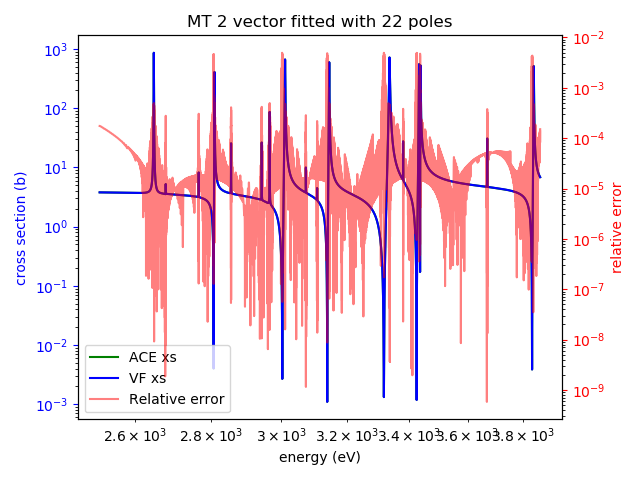 MT 2 vector fitted with 22 poles
10³
10²
10¹
10⁰
10⁻¹
10⁻²
10⁻³
cross section (b)
10⁻²
10⁻³
10⁻⁴
10⁻⁵
10⁻⁶
10⁻⁷
10⁻⁸
10⁻⁹
relative error
ACE xs
VF xs
Relative error
2.6×10³ 2.8×10³ 3×10³ 3.2×10³ 3.4×10³ 3.6×10³ 3.8×10³
energy (eV)